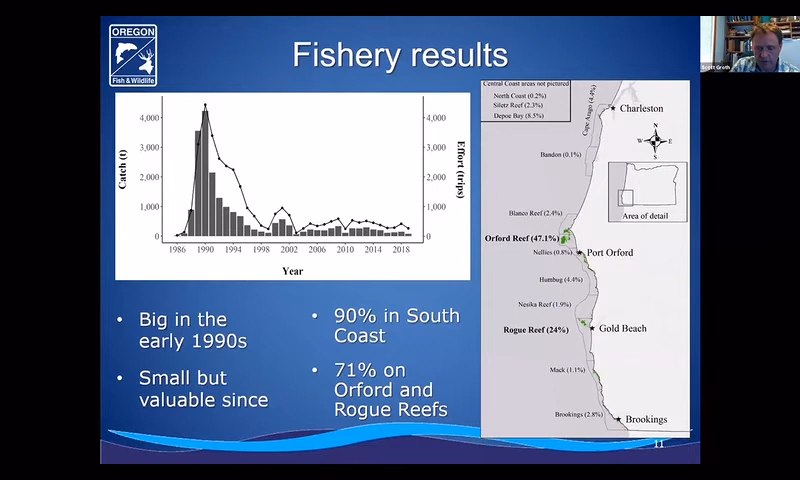 OREGON
Fish & Wildlife
Fishery results
Scott Groth
Catch (t)
4,000
3,000
2,000
1,000
0
4,000
3,000
2,000
1,000
0
Effort (trips)
1986 1990 1994 1998 2002 2006 2010 2014 2018
Year
Central Coast areas not pictured
North Coast (0.2%)
Siletz Reef (2.3%)
Depoe Bay (8.5%)
Cape Arago (4.4%)
Charleston
N
W E
S
Bandon (0.1%)
Area of detail
Blanco Reef (2.4%)
Orford Reef (47.1%)
Nellies (0.8%)
Port Orford
Humbug (4.4%)
Nesika Reef (1.9%)
Rogue Reef (24%)
Gold Beach
Mack (1.1%)
Brookings (2.8%)
Brookings
• Big in the
early 1990s
• Small but
valuable since
• 90% in South
Coast
• 71% on
Orford and
Rogue Reefs
11